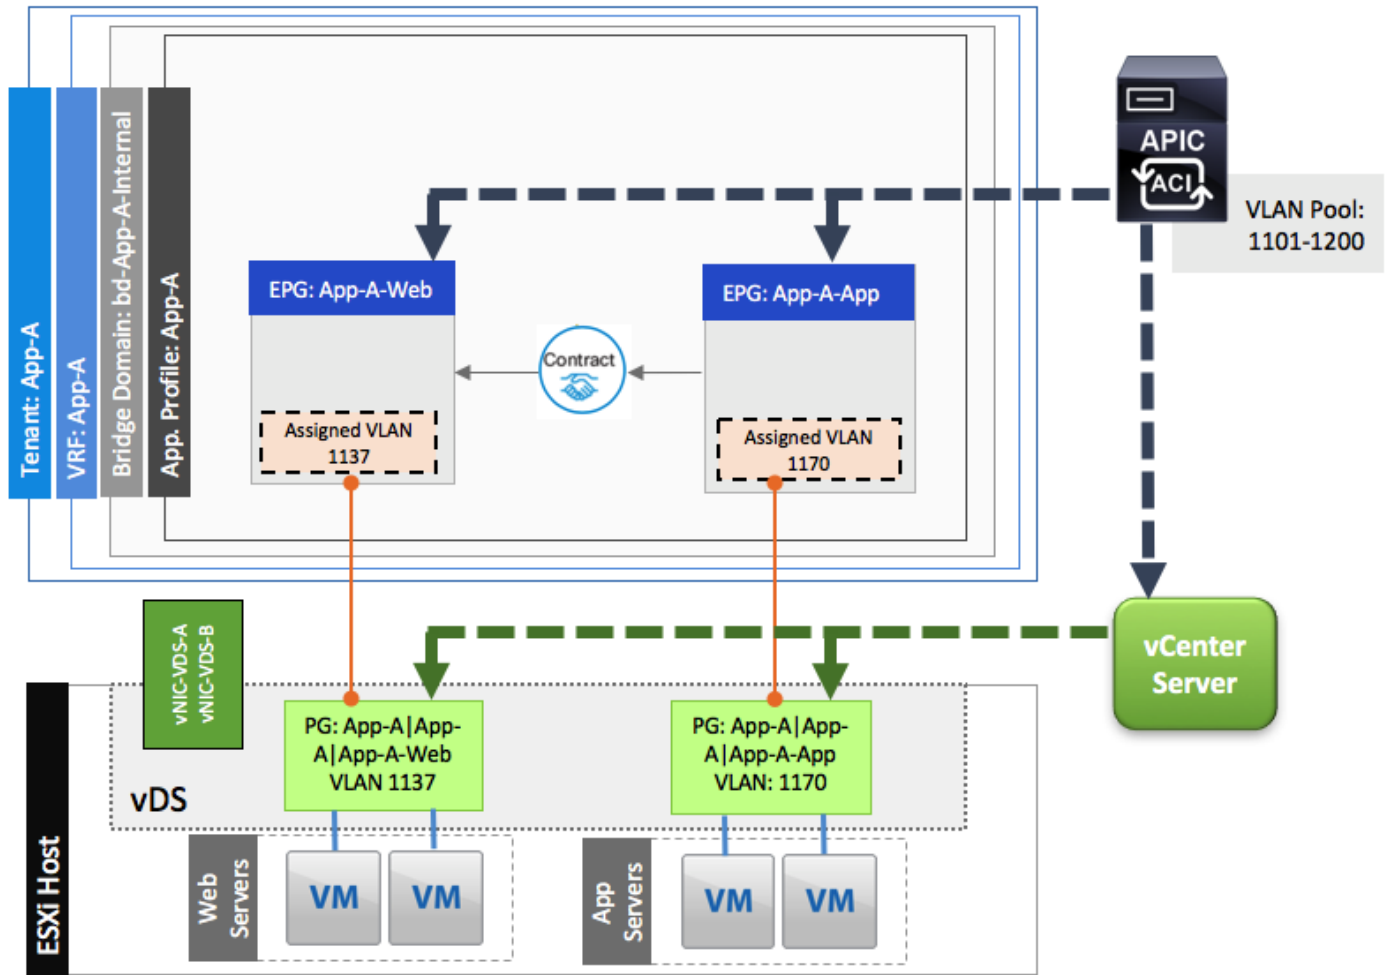 Tenant: App-A
VRF: App-A
Bridge Domain: bd-App-A-Internal
App. Profile: App-A
APIC
ACI
VLAN Pool:
1101-1200
EPG: App-A-Web
EPG: App-A-App
Contract
Assigned VLAN
1137
Assigned VLAN
1170
vNIC-VDS-A
vNIC-VDS-B
vCenter
Server
PG: App-A|App-
A|App-A-Web
VLAN 1137
PG: App-A|App-
A|App-A-App
VLAN: 1170
vDS
ESXi Host
Web
Servers
VM
VM
App
Servers
VM
VM